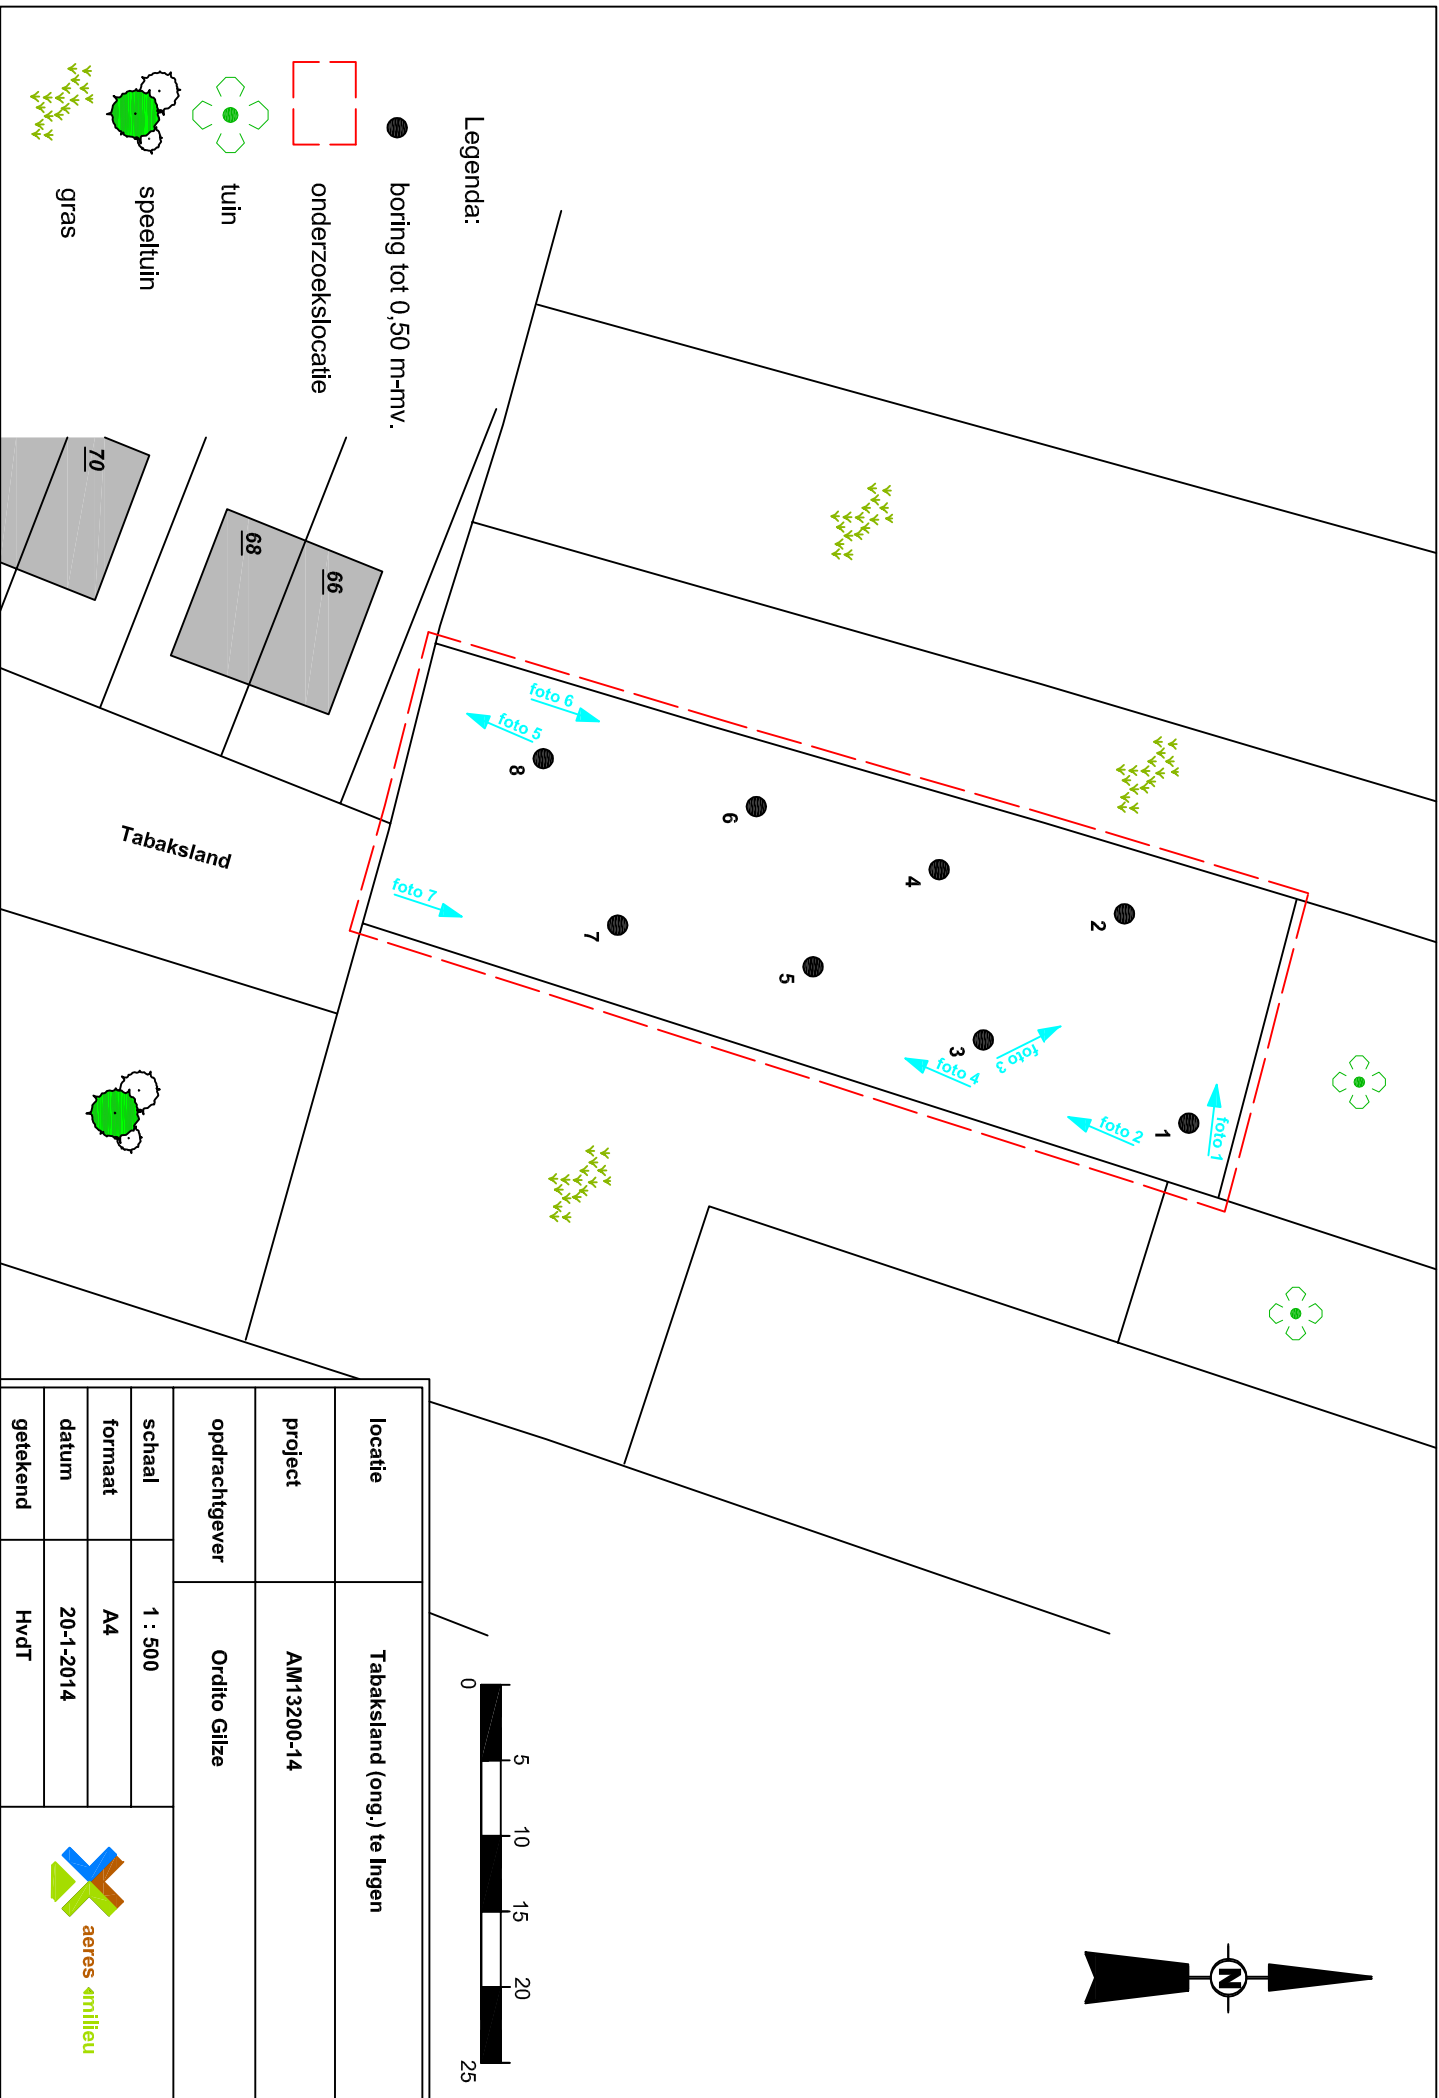 Legenda:
boring tot 0,50 m-mv.
onderzoekslocatie
tuin
speeltuin
gras
70
68
66
Tabaksland
foto 1
foto 2
foto 3
foto 4
foto 5
foto 6
foto 7
1
2
3
4
5
6
7
8
N
0 5 10 15 20 25
locatie Tabaksland (ong.) te Ingen
project AM13200-14
opdrachtgever Ordito Gilze
schaal 1 : 500
formaat A4
datum 20-1-2014
getekend HvdT
aeres milieu